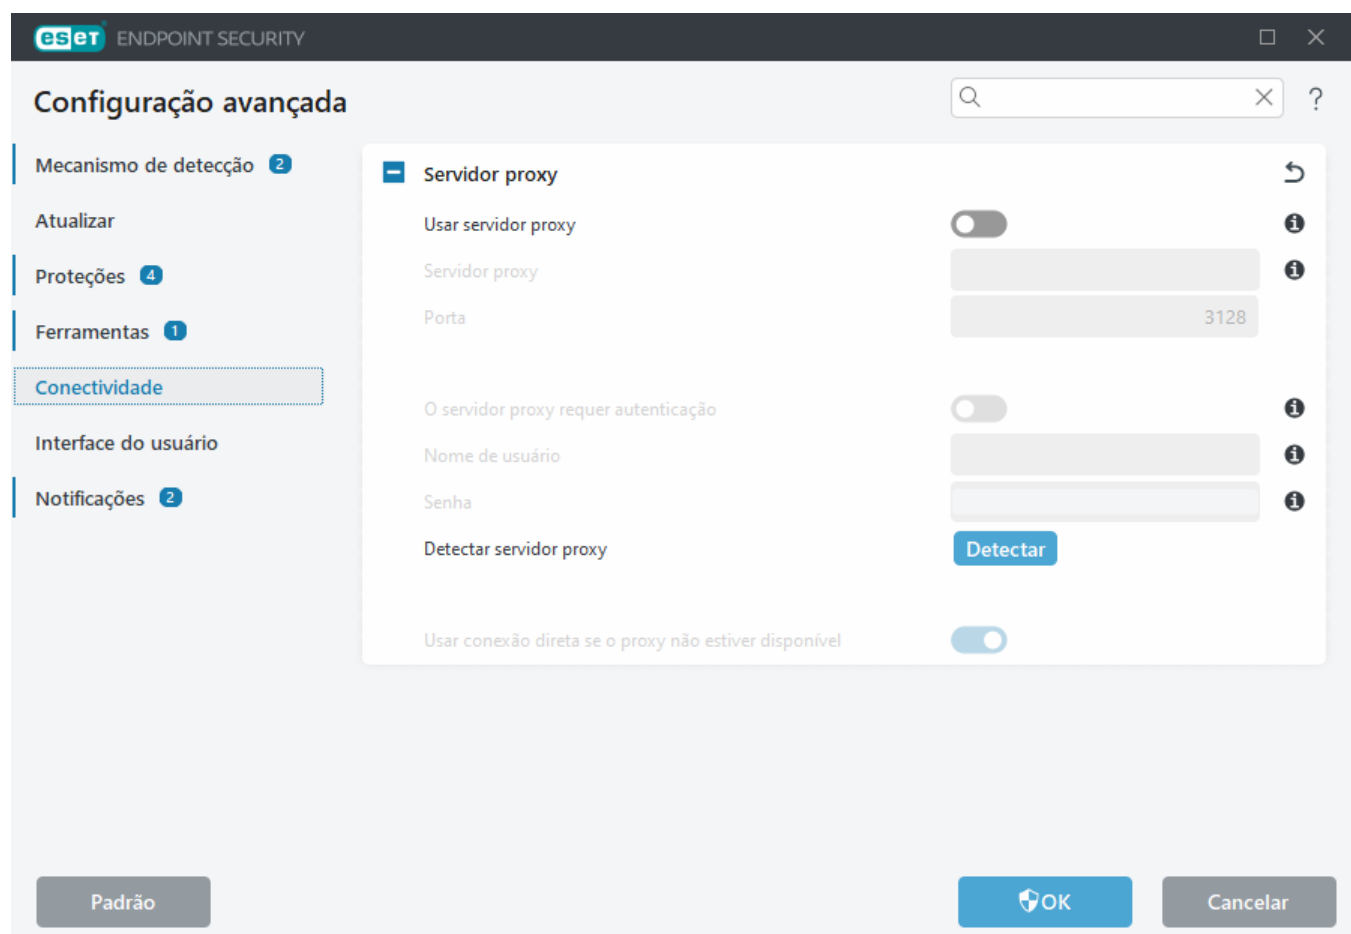 eset ENDPOINT SECURITY
Configuração avançada
?
Mecanismo de detecção 2
Atualizar
Proteções 4
Ferramentas 1
Conectividade
Interface do usuário
Notificações 2
Servidor proxy
Usar servidor proxy
Servidor proxy
Porta 3128
O servidor proxy requer autenticação
Nome de usuário
Senha
Detectar servidor proxy Detectar
Usar conexão direta se o proxy não estiver disponível
Padrão OK Cancelar